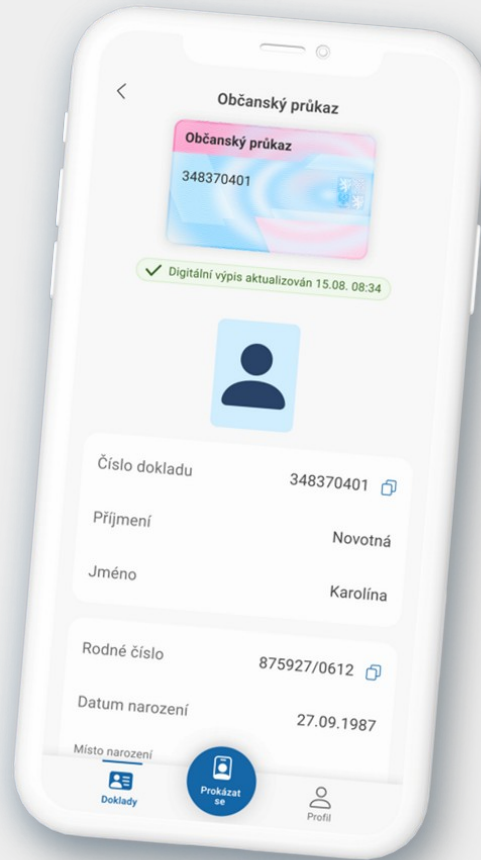 Občanský průkaz
Občanský průkaz
348370401
Digitální výpis aktualizován 15.08. 08:34
Číslo dokladu 348370401
Příjmení Novotná
Jméno Karolína
Rodné číslo 875927/0612
Datum narození 27.09.1987
Místo narození
Doklady
Prokázat
se
Profil